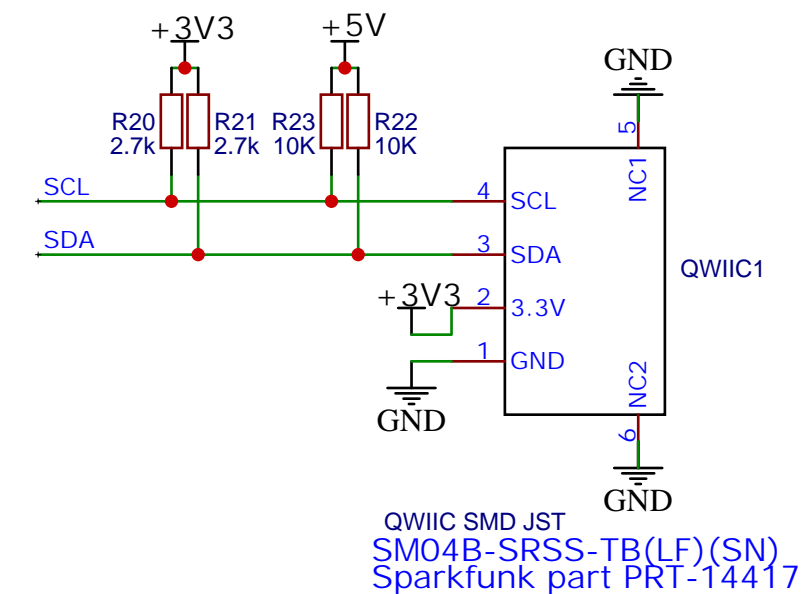 +3V3
+5V
GND
R20
2.7k
R21
2.7k
R23
10K
R22
10K
5
NC1
SCL
4
SCL
SDA
3
SDA
QWIIC1
+3V3
2
3.3V
1
GND
NC2
GND
6
GND
QWIIC SMD JST
SM04B-SRSS-TB(LF)(SN)
Sparkfunk part PRT-14417